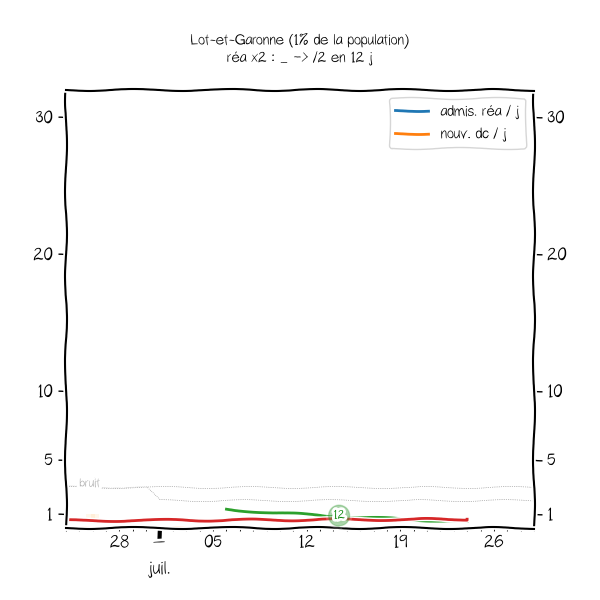 Lot-et-Garonne (1% de la population)
réa x2 : _ -> /2 en 12 j
admis. réa / j
nouv. dc / j
30
30
20
20
10
10
5
5
bruit
1
1
12
28
05
12
19
26
juil.